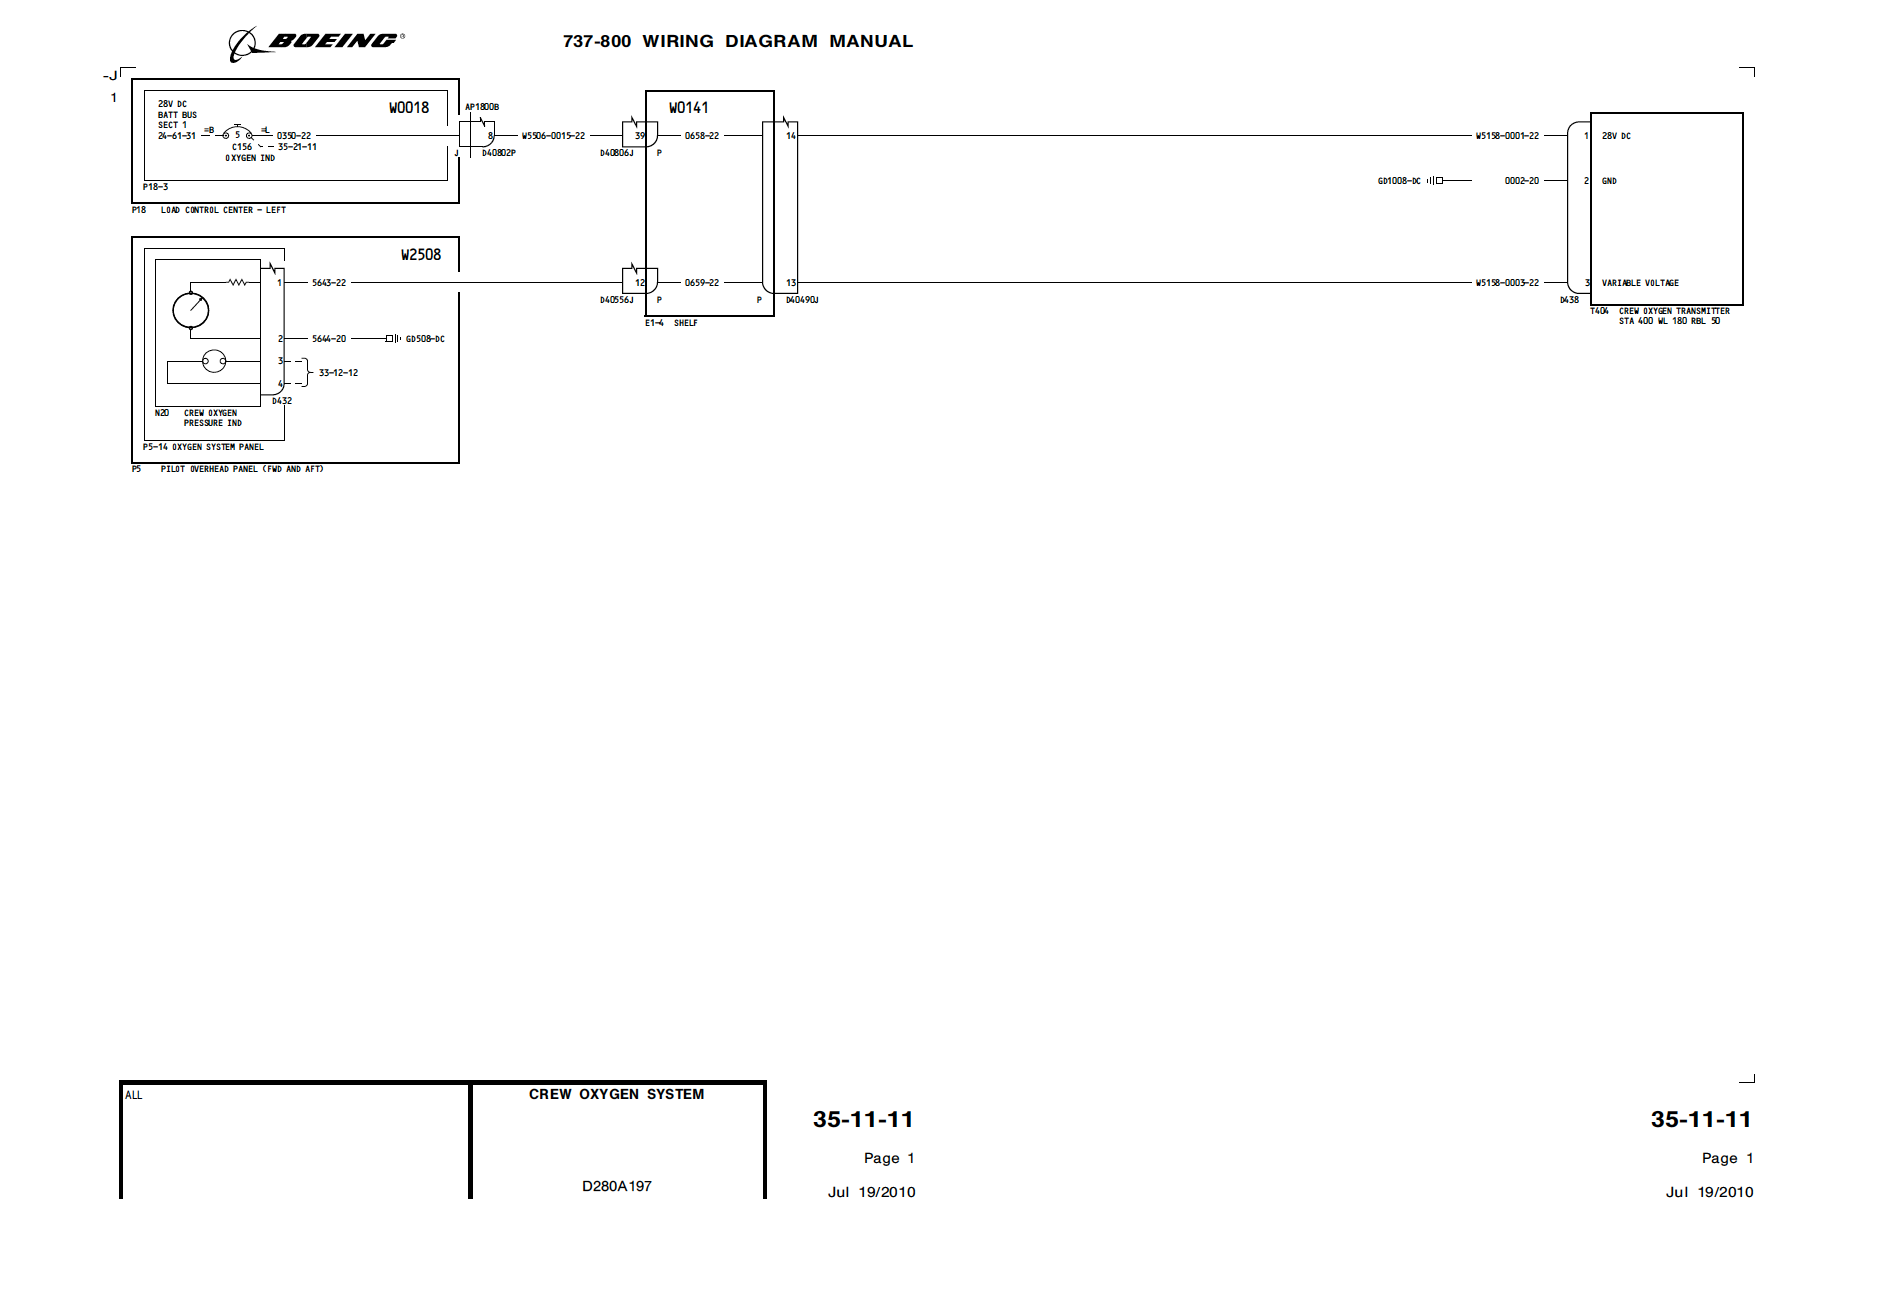 BOEING®
737-800 WIRING DIAGRAM MANUAL
-J
1
28V DC
BATT BUS
SECT 1
24-61-31
=B
5
=L
0350-22
C156
35-21-11
OXYGEN IND
W0018
P18-3
P18 LOAD CONTROL CENTER - LEFT
AP1800B
8
J
D40802P
W5506-0015-22
39
D40806J
P
W0141
0658-22
14
W5158-0001-22
1
28V DC
GD1008-DC
0002-20
2
GND
W2508
1
5643-22
12
D40556J
P
0659-22
13
P
D40490J
W5158-0003-22
3
VARIABLE VOLTAGE
D438
E1-4 SHELF
T404 CREW OXYGEN TRANSMITTER
STA 400 WL 180 RBL 50
2
5644-20
GD508-DC
3
4
33-12-12
D432
N20 CREW OXYGEN
PRESSURE IND
P5-14 OXYGEN SYSTEM PANEL
P5 PILOT OVERHEAD PANEL (FWD AND AFT)
ALL
CREW OXYGEN SYSTEM
D280A197
35-11-11
Page 1
Jul 19/2010
35-11-11
Page 1
Jul 19/2010